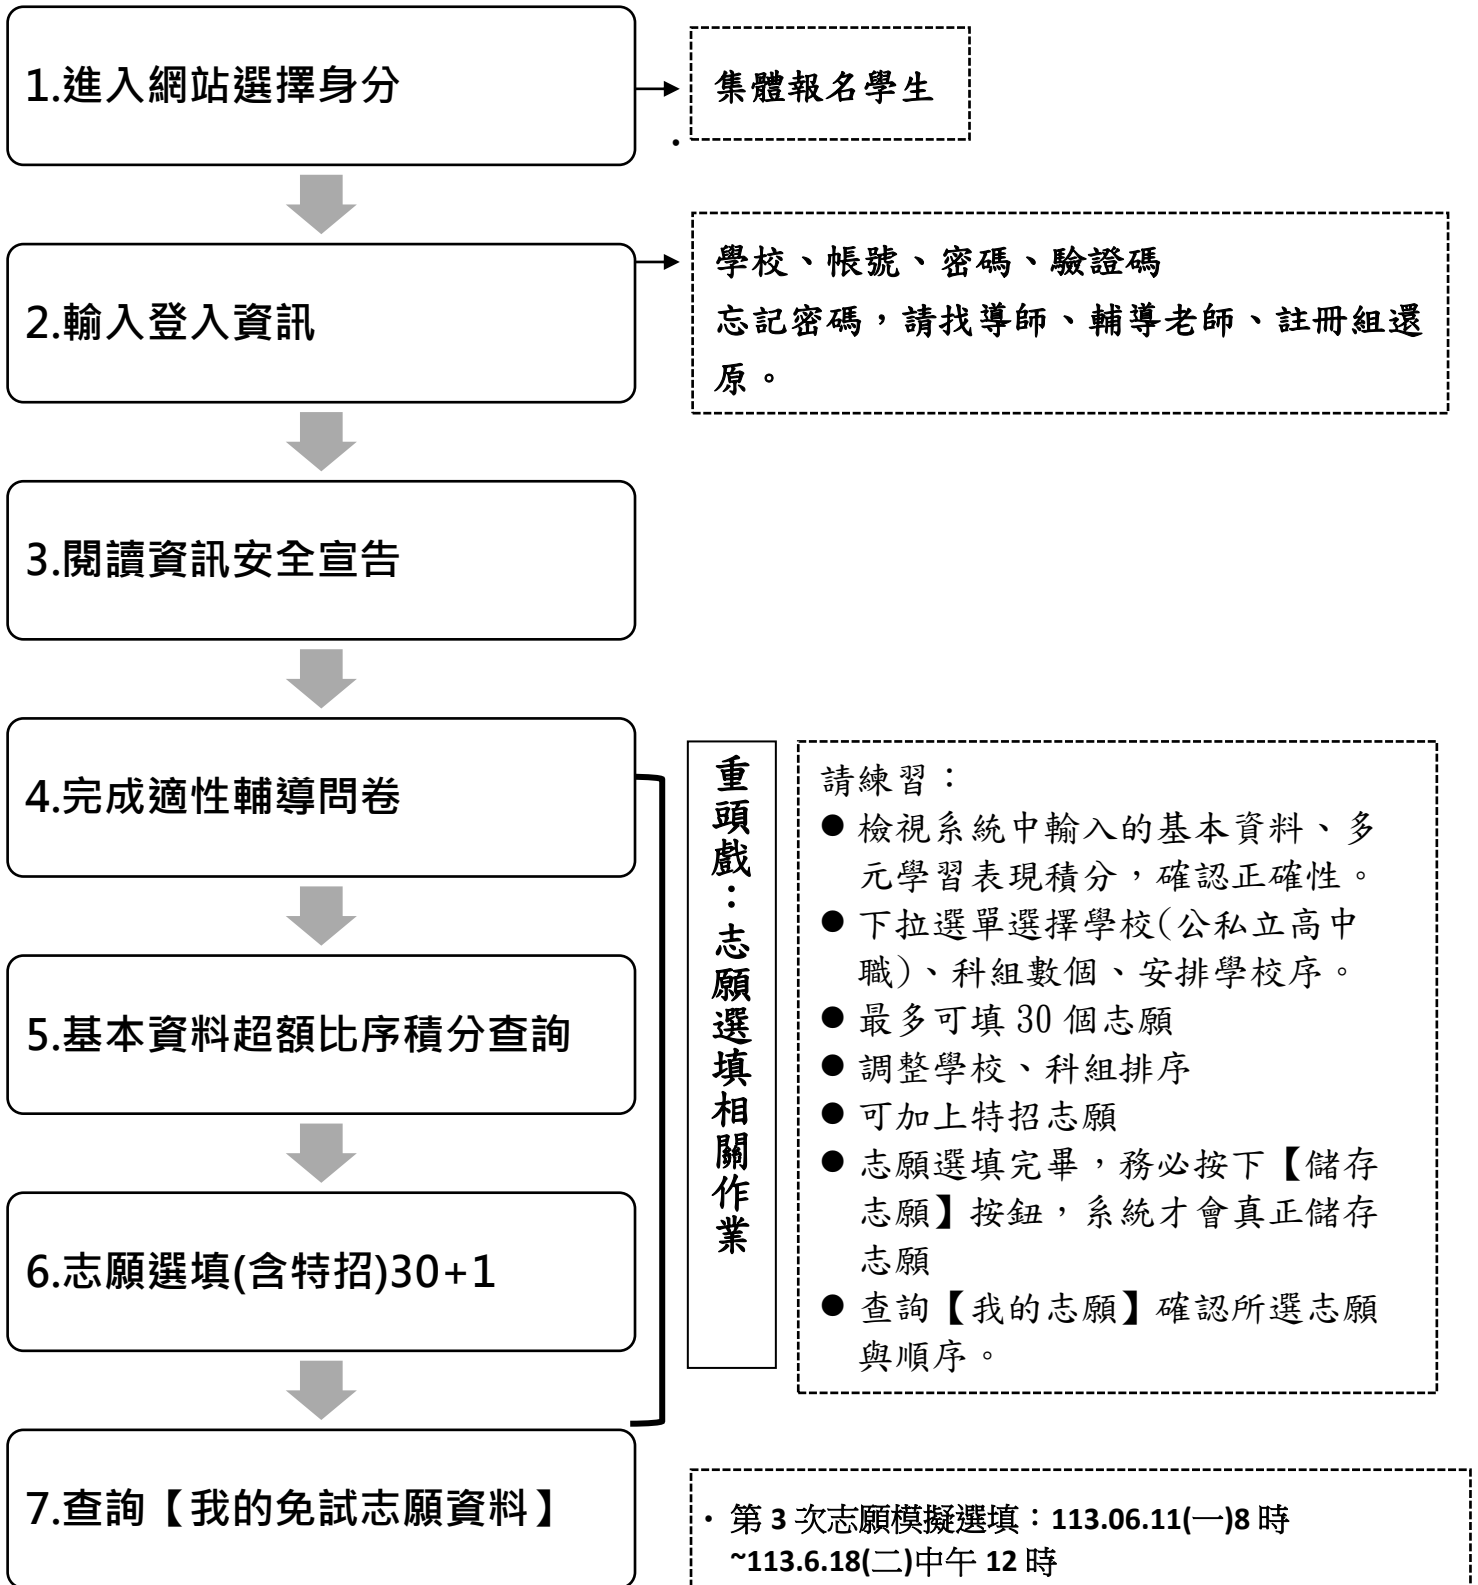 1.進入網站選擇身分
集體報名學生
2.輸入登入資訊
學校、帳號、密碼、驗證碼
忘記密碼，請找導師、輔導老師、註冊組還
原。
3.閱讀資訊安全宣告
4.完成適性輔導問卷
5.基本資料超額比序積分查詢
6.志願選填(含特招)30+1
7.查詢【我的免試志願資料】
重頭戲：志願選填相關作業
請練習：
● 檢視系統中輸入的基本資料、多
元學習表現積分，確認正確性。
● 下拉選單選擇學校(公私立高中
職)、科組數個、安排學校序。
● 最多可填 30 個志願
● 調整學校、科組排序
● 可加上特招志願
● 志願選填完畢，務必按下【儲存
志願】按鈕，系統才會真正儲存
志願
● 查詢【我的志願】確認所選志願
與順序。
· 第 3 次志願模擬選填：113.06.11(一)8 時
~113.6.18(二)中午 12 時